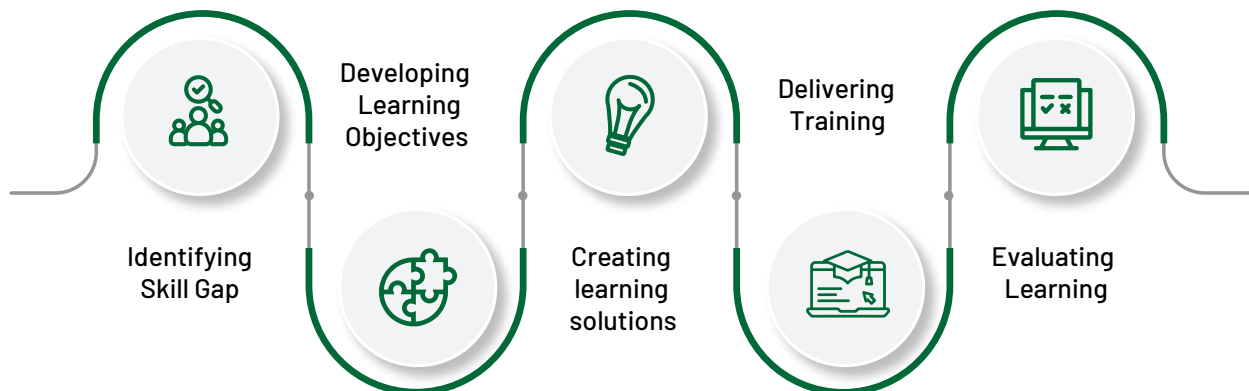 Identifying
Skill Gap
Developing
Learning
Objectives
Creating
learning
solutions
Delivering
Training
Evaluating
Learning